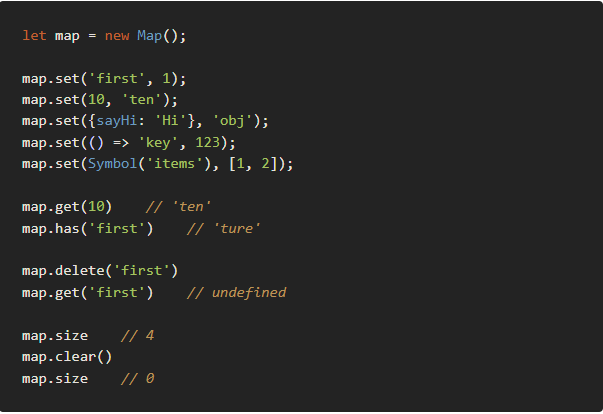 let map = new Map();
map.set('first', 1);
map.set(10, 'ten');
map.set({sayHi: 'Hi'}, 'obj');
map.set(() => 'key', 123);
map.set(Symbol('items'), [1, 2]);
map.get(10)    // 'ten'
map.has('first')    // 'ture'
map.delete('first')
map.get('first')    // undefined
map.size    // 4
map.clear()
map.size    // 0